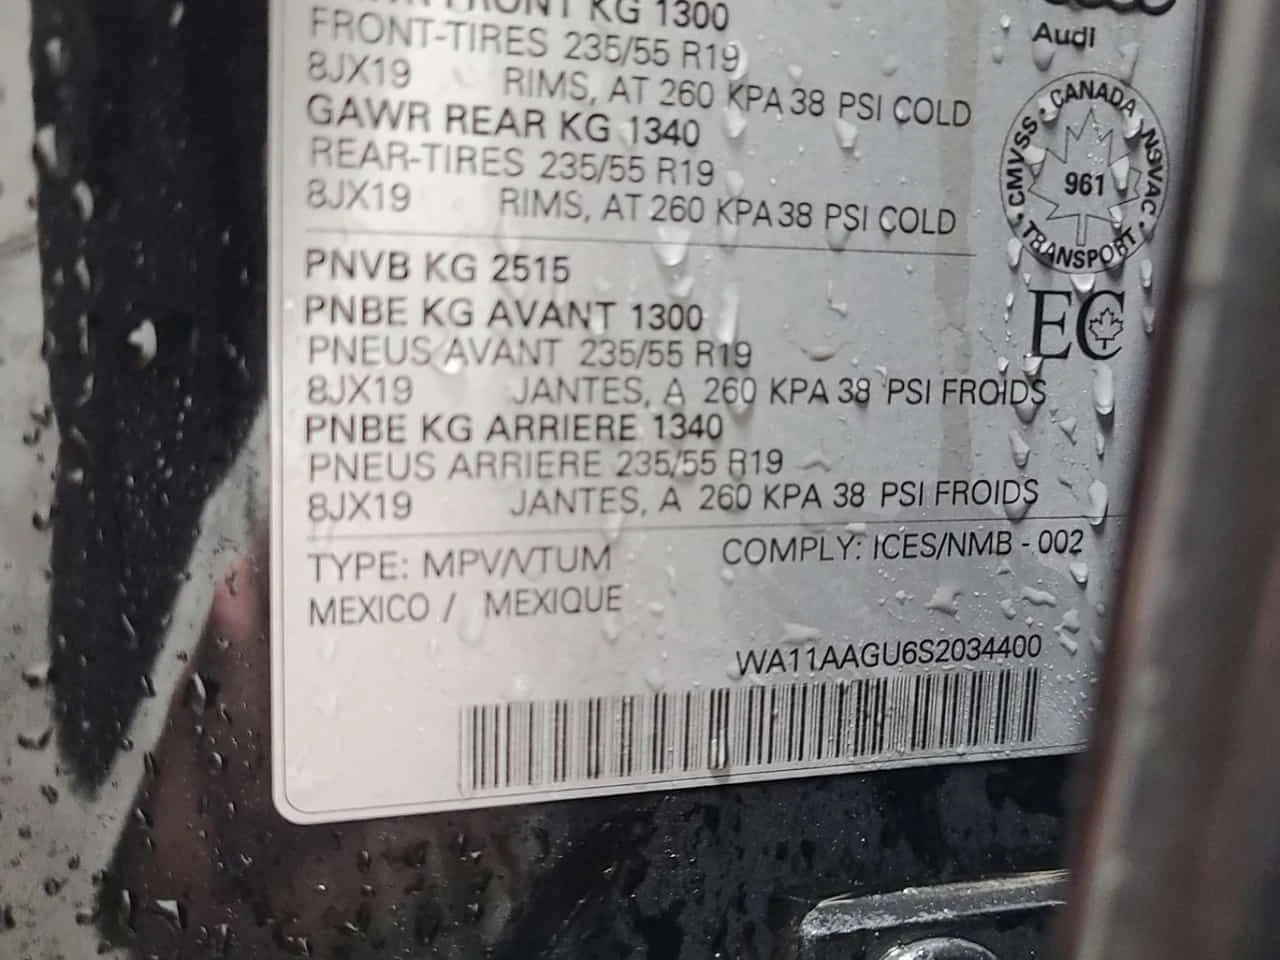 FRONT KG 1300
FRONT-TIRES 235/55 R19
8JX19 RIMS, AT 260 KPA 38 PSI COLD
GAWR REAR KG 1340
REAR-TIRES 235/55 R19
8JX19 RIMS, AT 260 KPA 38 PSI COLD
PNVB KG 2515
PNBE KG AVANT 1300
PNEUS AVANT 235/55 R19
8JX19 JANTES, A 260 KPA 38 PSI FROIDS
PNBE KG ARRIERE 1340
PNEUS ARRIERE 235/55 R19
8JX19 JANTES, A 260 KPA 38 PSI FROIDS
TYPE: MPV/VTUM COMPLY: ICES/NMB - 002
MEXICO / MEXIQUE
WA11AAGU6S2034400
Audi
CANADA
CMVSS · NSVAC
961
TRANSPORT
EC